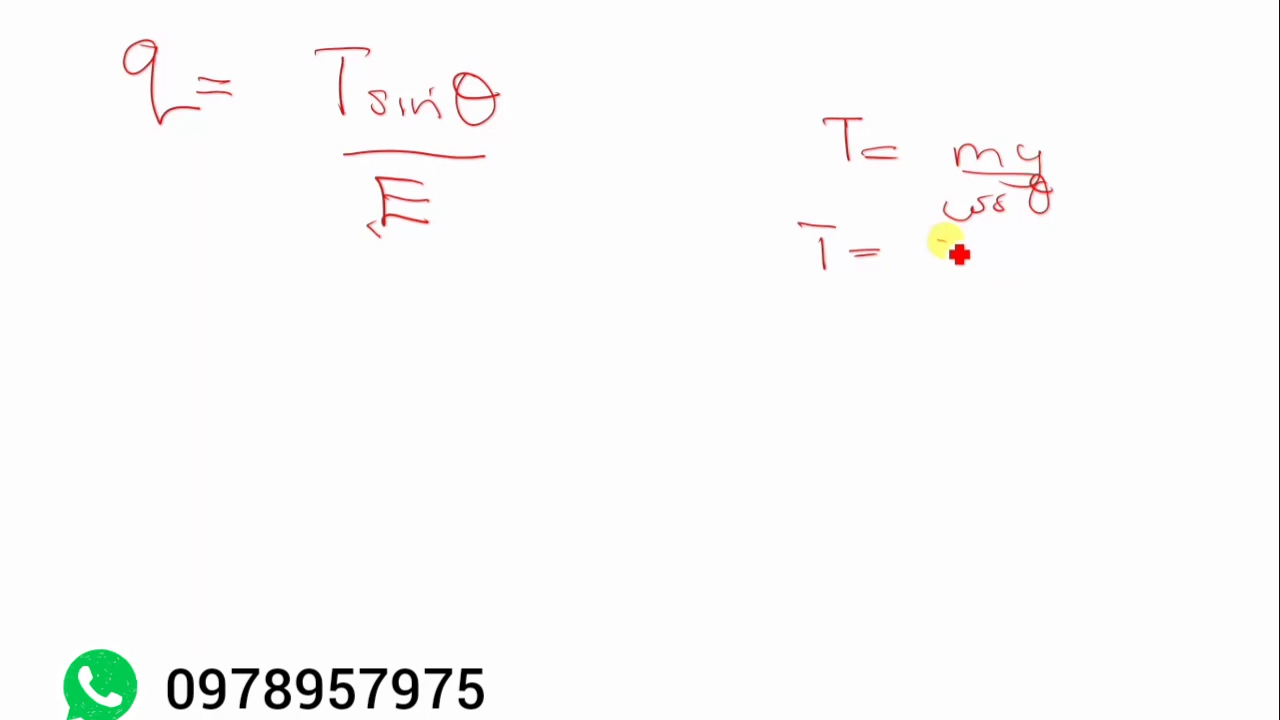 q = T sinθ
E
T = mg
cosθ
T =
0978957975